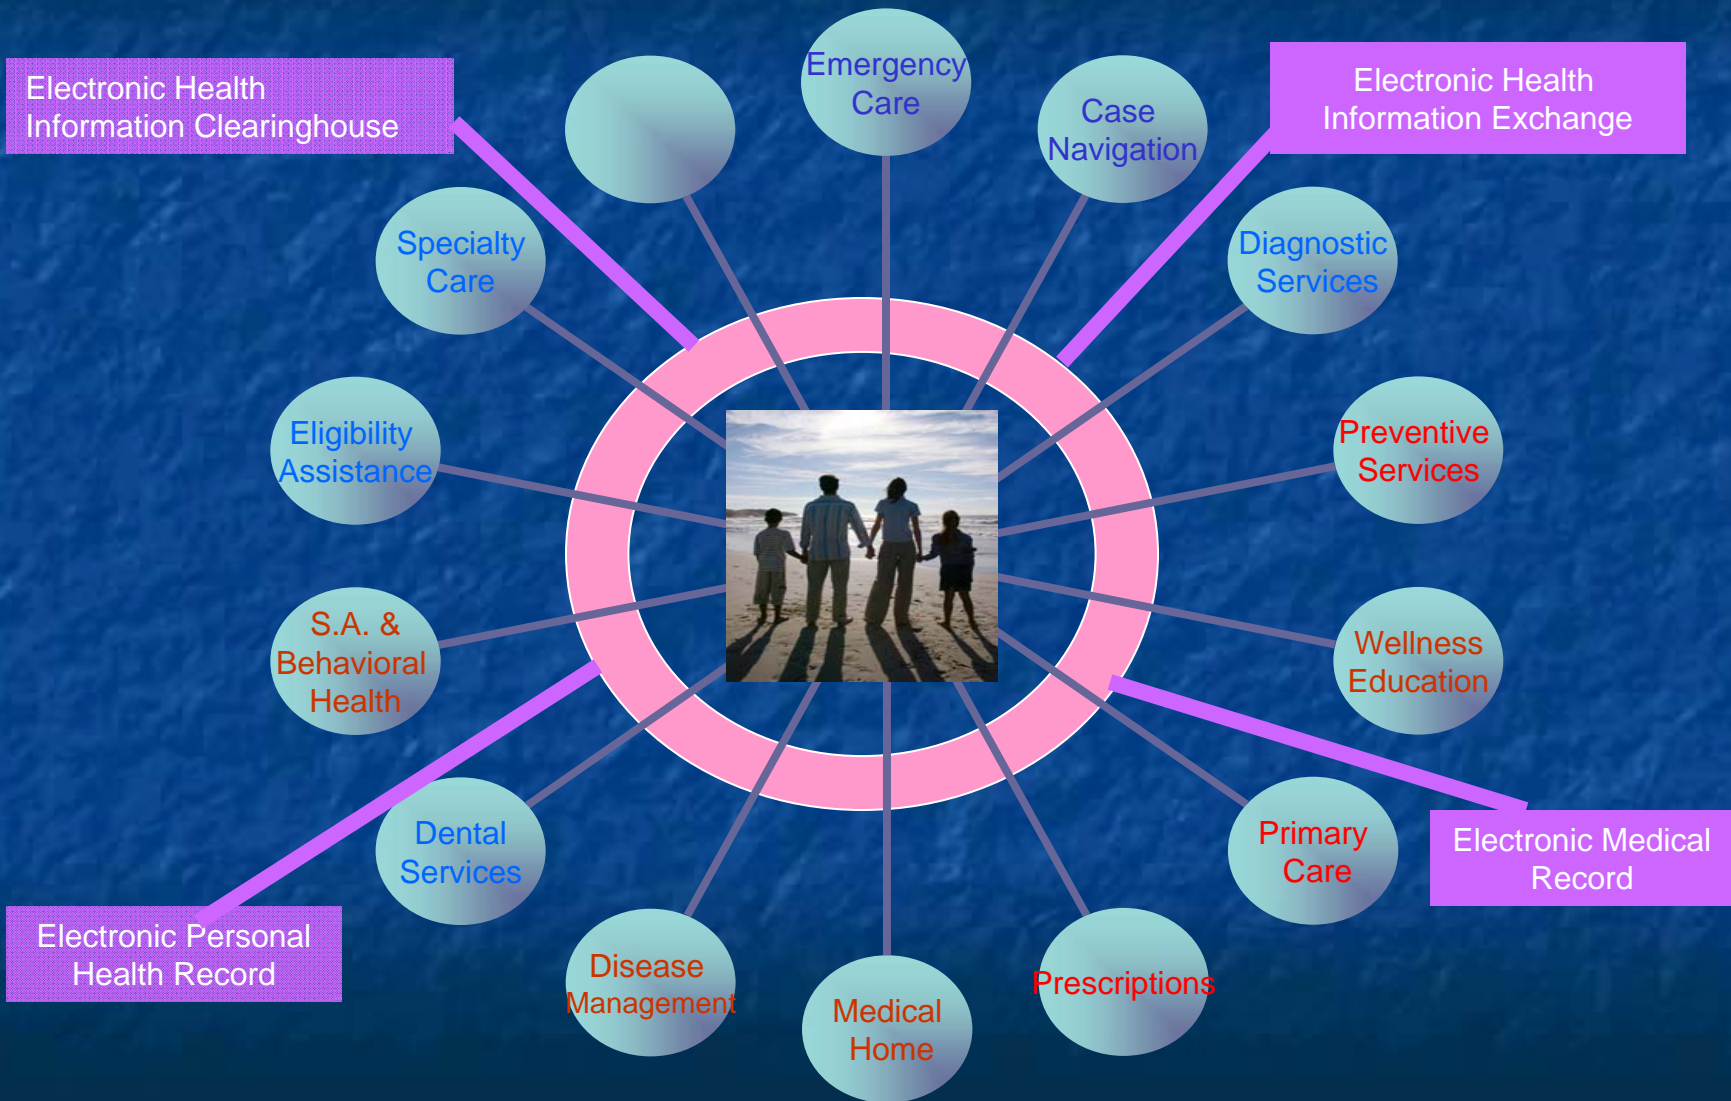 Electronic Health
Information Clearinghouse
Emergency
Care
Case
Navigation
Electronic Health
Information Exchange
Specialty
Care
Diagnostic
Services
Eligibility
Assistance
Preventive
Services
S.A. &
Behavioral
Health
Wellness
Education
Dental
Services
Primary
Care
Electronic Medical
Record
Electronic Personal
Health Record
Disease
Management
Medical
Home
Prescriptions